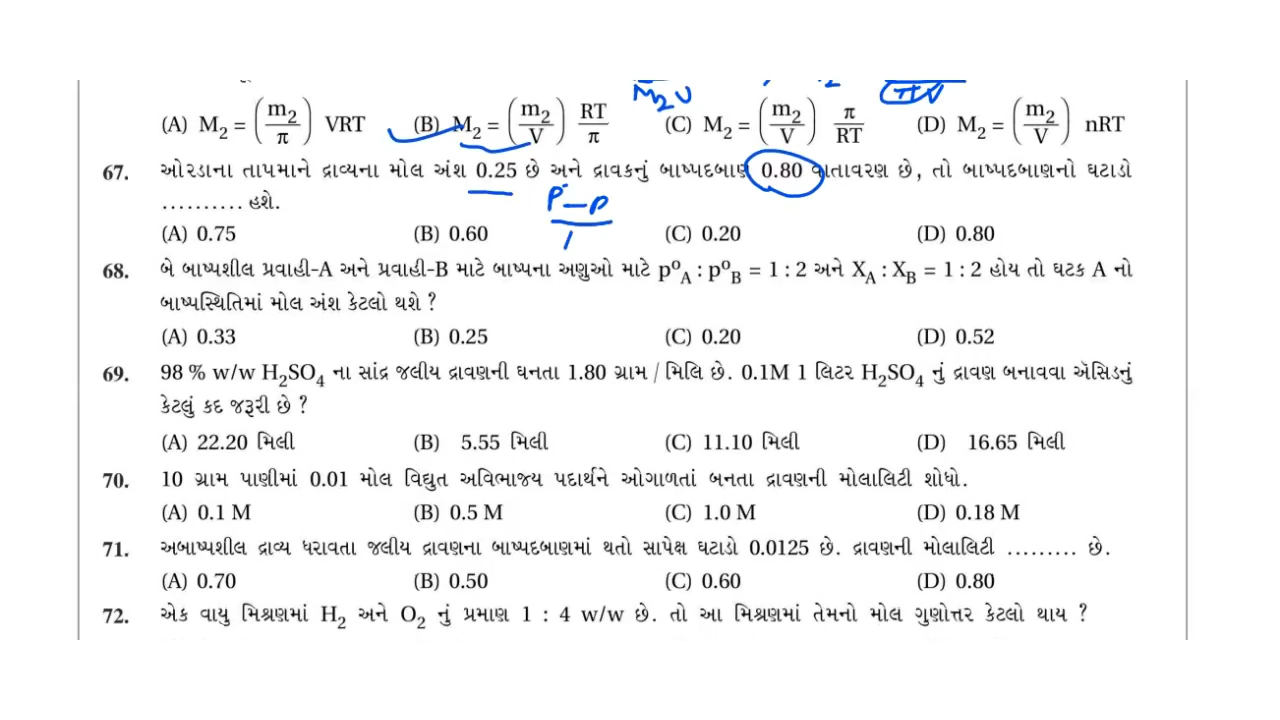 M₂ V
πV
(A) M₂ = (m₂/π) VRT (B) M₂ = (m₂/V) RT/π (C) M₂ = (m₂/V) π/RT (D) M₂ = (m₂/V) nRT
67. ઓરડાના તાપમાને દ્રાવ્યના મોલ અંશ 0.25 છે અને દ્રાવકનું બાષ્પદબાણ 0.80 વાતાવરણ છે, તો બાષ્પદબાણનો ઘટાડો
.......... હશે.
P° – P
(A) 0.75 (B) 0.60 (C) 0.20 (D) 0.80
68. બે બાષ્પશીલ પ્રવાહી-A અને પ્રવાહી-B માટે બાષ્પના અણુઓ માટે p°A : p°B = 1 : 2 અને XA : XB = 1 : 2 હોય તો ઘટક A નો
બાષ્પસ્થિતિમાં મોલ અંશ કેટલો થશે ?
(A) 0.33 (B) 0.25 (C) 0.20 (D) 0.52
69. 98 % w/w H₂SO₄ ના સાંદ્ર જલીય દ્રાવણની ઘનતા 1.80 ગ્રામ / મિલિ છે. 0.1M 1 લિટર H₂SO₄ નું દ્રાવણ બનાવવા ઍસિડનું
કેટલું કદ જરૂરી છે ?
(A) 22.20 મિલી (B) 5.55 મિલી (C) 11.10 મિલી (D) 16.65 મિલી
70. 10 ગ્રામ પાણીમાં 0.01 મોલ વિદ્યુત અવિભાજ્ય પદાર્થને ઓગાળતાં બનતા દ્રાવણની મોલાલિટી શોધો.
(A) 0.1 M (B) 0.5 M (C) 1.0 M (D) 0.18 M
71. અબાષ્પશીલ દ્રાવ્ય ધરાવતા જલીય દ્રાવણના બાષ્પદબાણમાં થતો સાપેક્ષ ઘટાડો 0.0125 છે. દ્રાવણની મોલાલિટી ......... છે.
(A) 0.70 (B) 0.50 (C) 0.60 (D) 0.80
72. એક વાયુ મિશ્રણમાં H₂ અને O₂ નું પ્રમાણ 1 : 4 w/w છે. તો આ મિશ્રણમાં તેમનો મોલ ગુણોત્તર કેટલો થાય ?